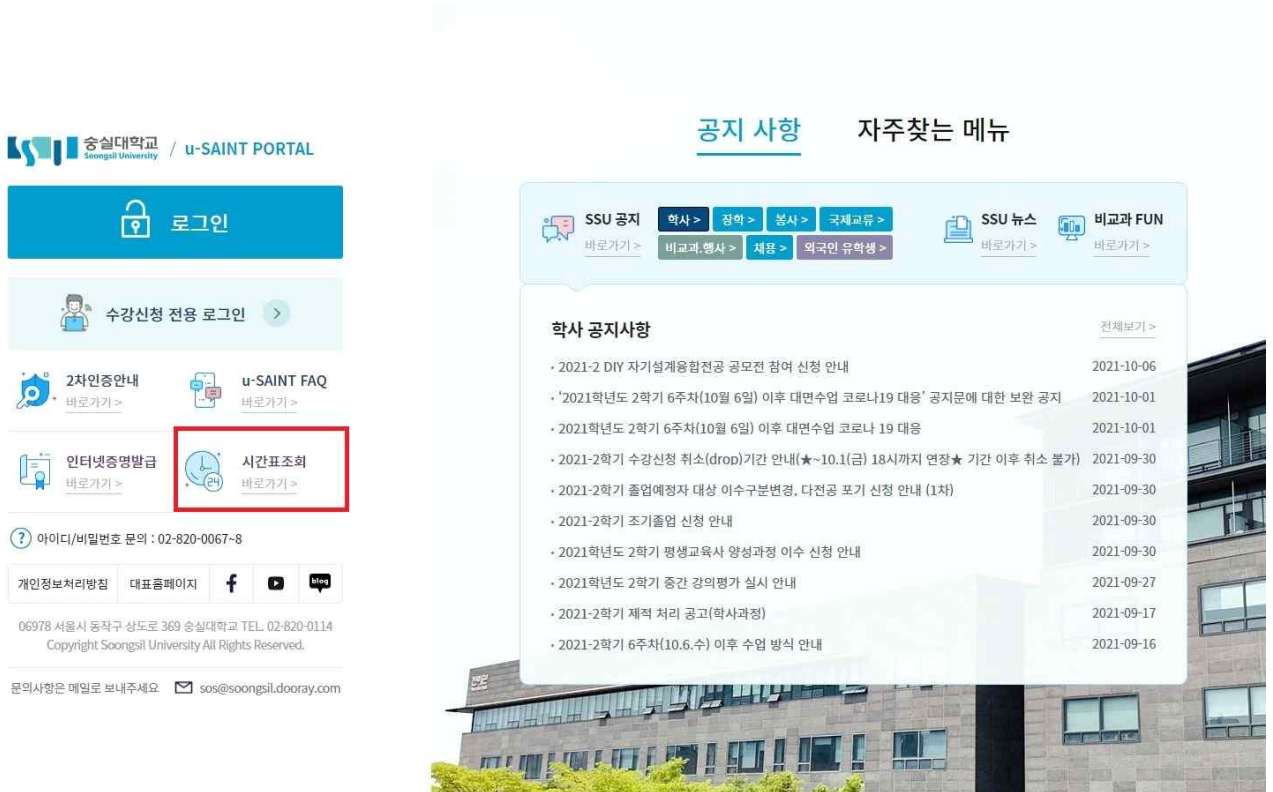 숭실대학교
Soongsil University
/ u-SAINT PORTAL
로그인
수강신청 전용 로그인 >
2차인증안내
바로가기 >
u-SAINT FAQ
바로가기 >
인터넷증명발급
바로가기 >
시간표조회
바로가기 >
24
? 아이디/비밀번호 문의 : 02-820-0067~8
개인정보처리방침 대표홈페이지 f blog
06978 서울시 동작구 상도로 369 숭실대학교 TEL. 02-820-0114
Copyright Soongsil University All Rights Reserved.
문의사항은 메일로 보내주세요 sos@soongsil.dooray.com
공지 사항 자주찾는 메뉴
SSU 공지
바로가기 >
학사 > 장학 > 봉사 > 국제교류 >
비교과.행사 > 채용 > 외국인 유학생 >
SSU 뉴스
바로가기 >
비교과 FUN
바로가기 >
학사 공지사항 전체보기 >
· 2021-2 DIY 자기설계융합전공 공모전 참여 신청 안내 2021-10-06
· ‘2021학년도 2학기 6주차(10월 6일) 이후 대면수업 코로나19 대응’ 공지문에 대한 보완 공지 2021-10-01
· 2021학년도 2학기 6주차(10월 6일) 이후 대면수업 코로나 19 대응 2021-10-01
· 2021-2학기 수강신청 취소(drop)기간 안내(★~10.1(금) 18시까지 연장★ 기간 이후 취소 불가) 2021-09-30
· 2021-2학기 졸업예정자 대상 이수구분변경, 다전공 포기 신청 안내 (1차) 2021-09-30
· 2021-2학기 조기졸업 신청 안내 2021-09-30
· 2021학년도 2학기 평생교육사 양성과정 이수 신청 안내 2021-09-30
· 2021학년도 2학기 중간 강의평가 실시 안내 2021-09-27
· 2021-2학기 제적 처리 공고(학사과정) 2021-09-17
· 2021-2학기 6주차(10.6.수) 이후 수업 방식 안내 2021-09-16